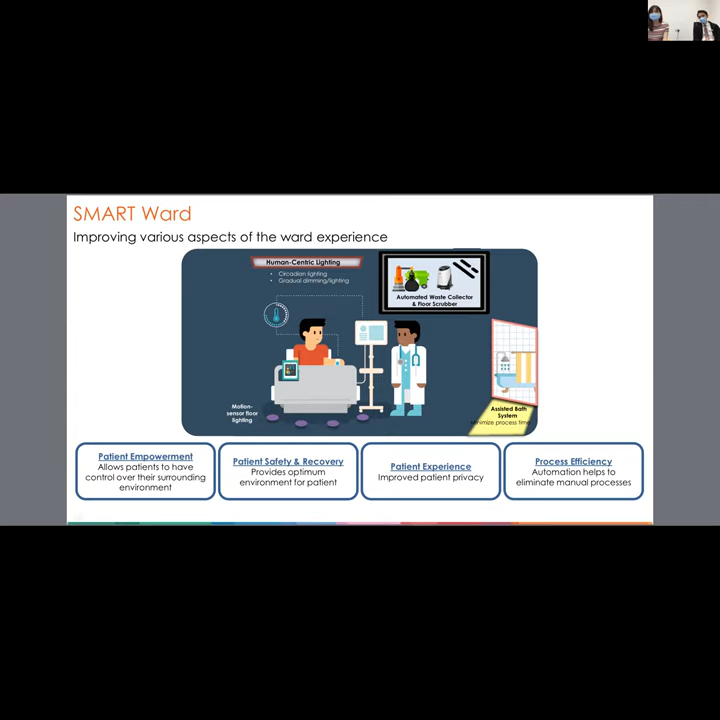 SMART Ward
Improving various aspects of the ward experience
Human-Centric Lighting
• Circadian lighting
• Gradual dimming/lighting
Automated Waste Collector
& Floor Scrubber
Motion-
sensor floor
lighting
Assisted Bath
System
Minimize process time
Patient Empowerment
Allows patients to have
control over their surrounding
environment
Patient Safety & Recovery
Provides optimum
environment for patient
Patient Experience
Improved patient privacy
Process Efficiency
Automation helps to
eliminate manual processes